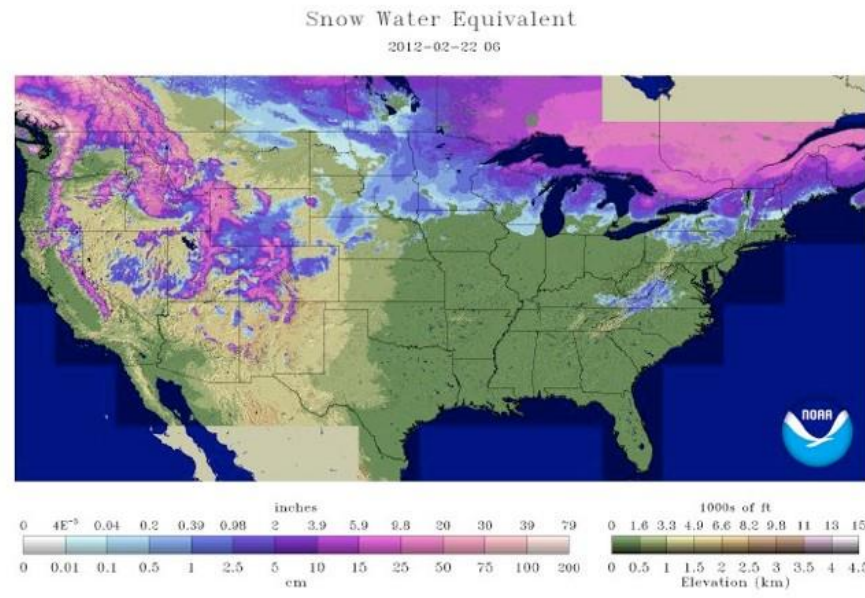 Snow Water Equivalent
2012-02-22 06
NOAA
inches
0 4E⁻³ 0.04 0.2 0.39 0.98 2 3.9 5.9 9.8 20 30 39 79
0 0.01 0.1 0.5 1 2.5 5 10 15 25 50 75 100 200
cm
1000s of ft
0 1.6 3.3 4.9 6.6 8.2 9.8 11 13 15
0 0.5 1 1.5 2 2.5 3 3.5 4 4.5
Elevation (km)